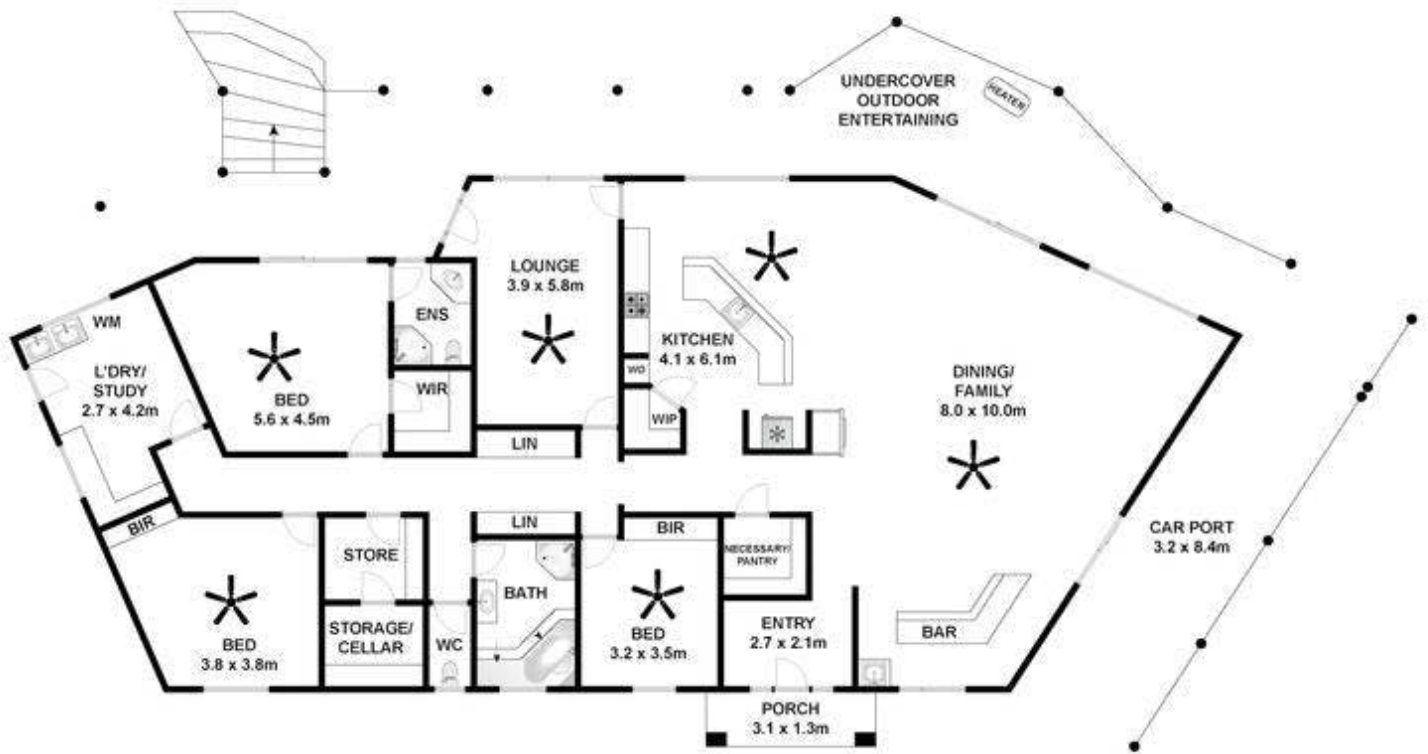 UNDERCOVER
OUTDOOR
ENTERTAINING
HEATER
LOUNGE
3.9 x 5.8m
ENS
WM
L'DRY/
STUDY
2.7 x 4.2m
BED
5.6 x 4.5m
WIR
KITCHEN
4.1 x 6.1m
WO
WIP
DINING/
FAMILY
8.0 x 10.0m
LIN
LIN
BIR
STORE
BIR
NECESSARY/
PANTRY
CAR PORT
3.2 x 8.4m
BATH
BED
3.8 x 3.8m
STORAGE/
CELLAR
WC
BED
3.2 x 3.5m
ENTRY
2.7 x 2.1m
BAR
PORCH
3.1 x 1.3m